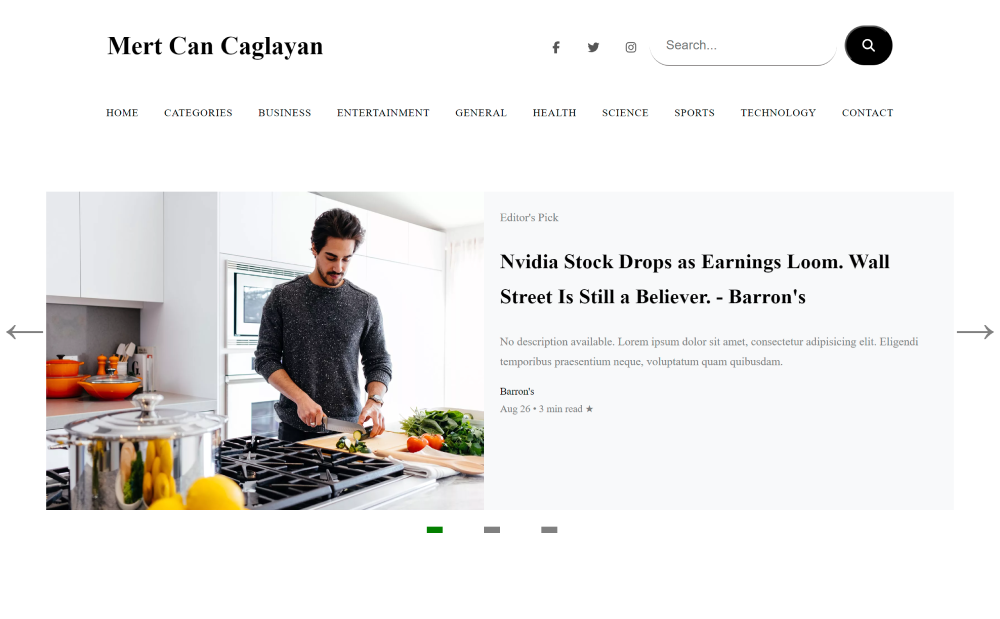 Mert Can Caglayan
Search...
HOME CATEGORIES BUSINESS ENTERTAINMENT GENERAL HEALTH SCIENCE SPORTS TECHNOLOGY CONTACT
Editor's Pick
Nvidia Stock Drops as Earnings Loom. Wall
Street Is Still a Believer. - Barron's
No description available. Lorem ipsum dolor sit amet, consectetur adipisicing elit. Eligendi
temporibus praesentium neque, voluptatum quam quibusdam.
Barron's
Aug 26 • 3 min read ★